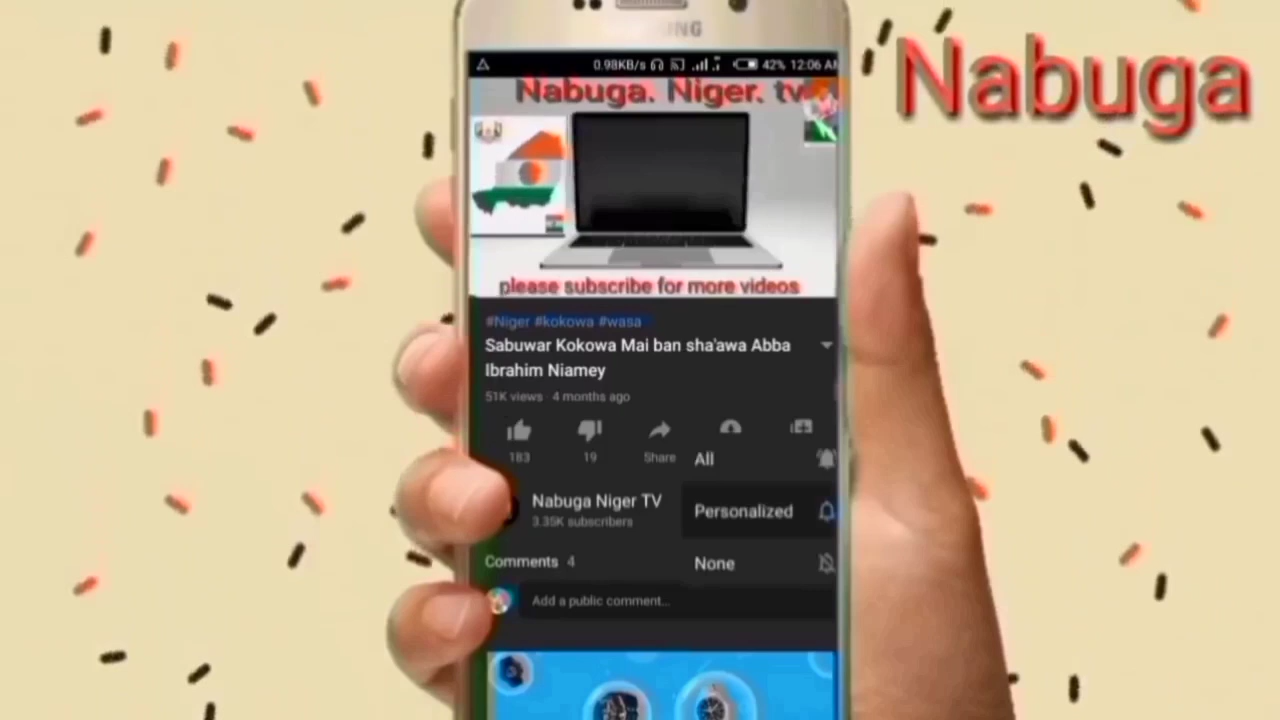 Nabuga
SAMSUNG
0.98KB/s 42% 12:06 AM
Nabuga. Niger. tv
please subscribe for more videos
#Niger #kokowa #wasa
Sabuwar Kokowa Mai ban sha'awa Abba
Ibrahim Niamey
51K views · 4 months ago
183 19 Share
All
Nabuga Niger TV
3.35K subscribers
Personalized
Comments 4
None
Add a public comment...